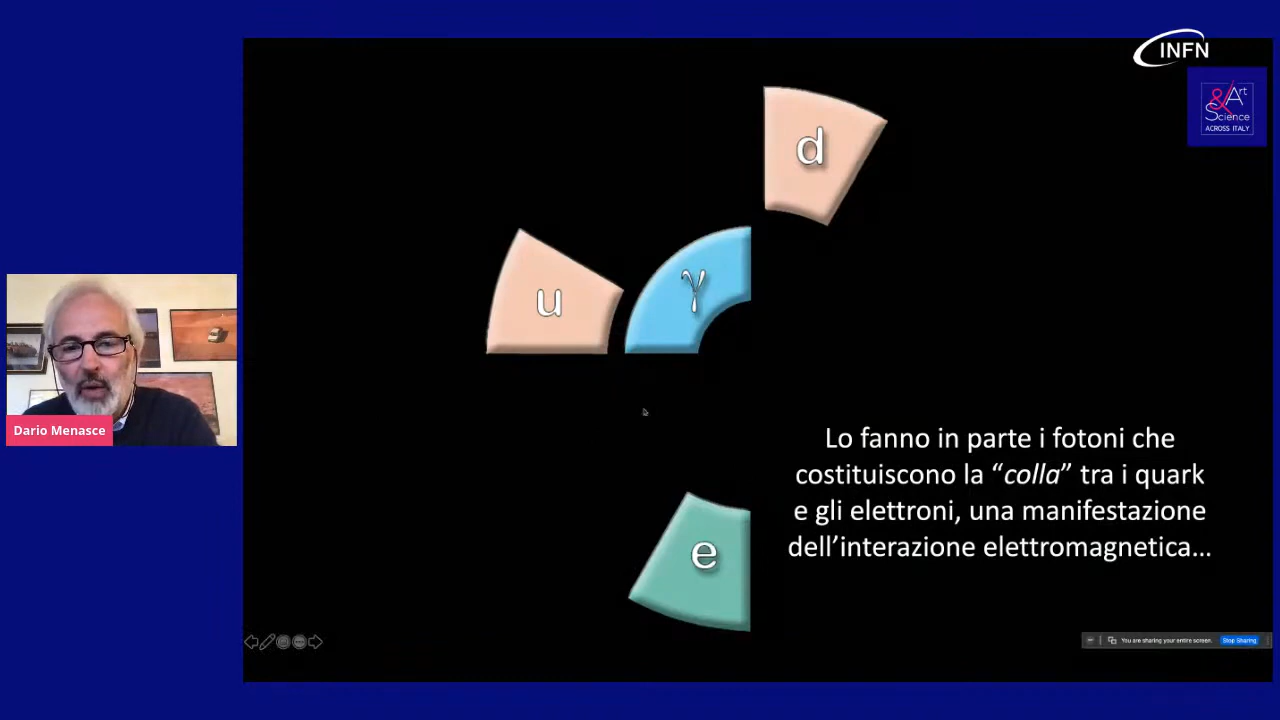 INFN
& Art
Science
ACROSS ITALY
d
u
γ
Dario Menasce
Lo fanno in parte i fotoni che
costituiscono la “colla” tra i quark
e gli elettroni, una manifestazione
dell’interazione elettromagnetica…
e
You are sharing your entire screen.
Stop Sharing